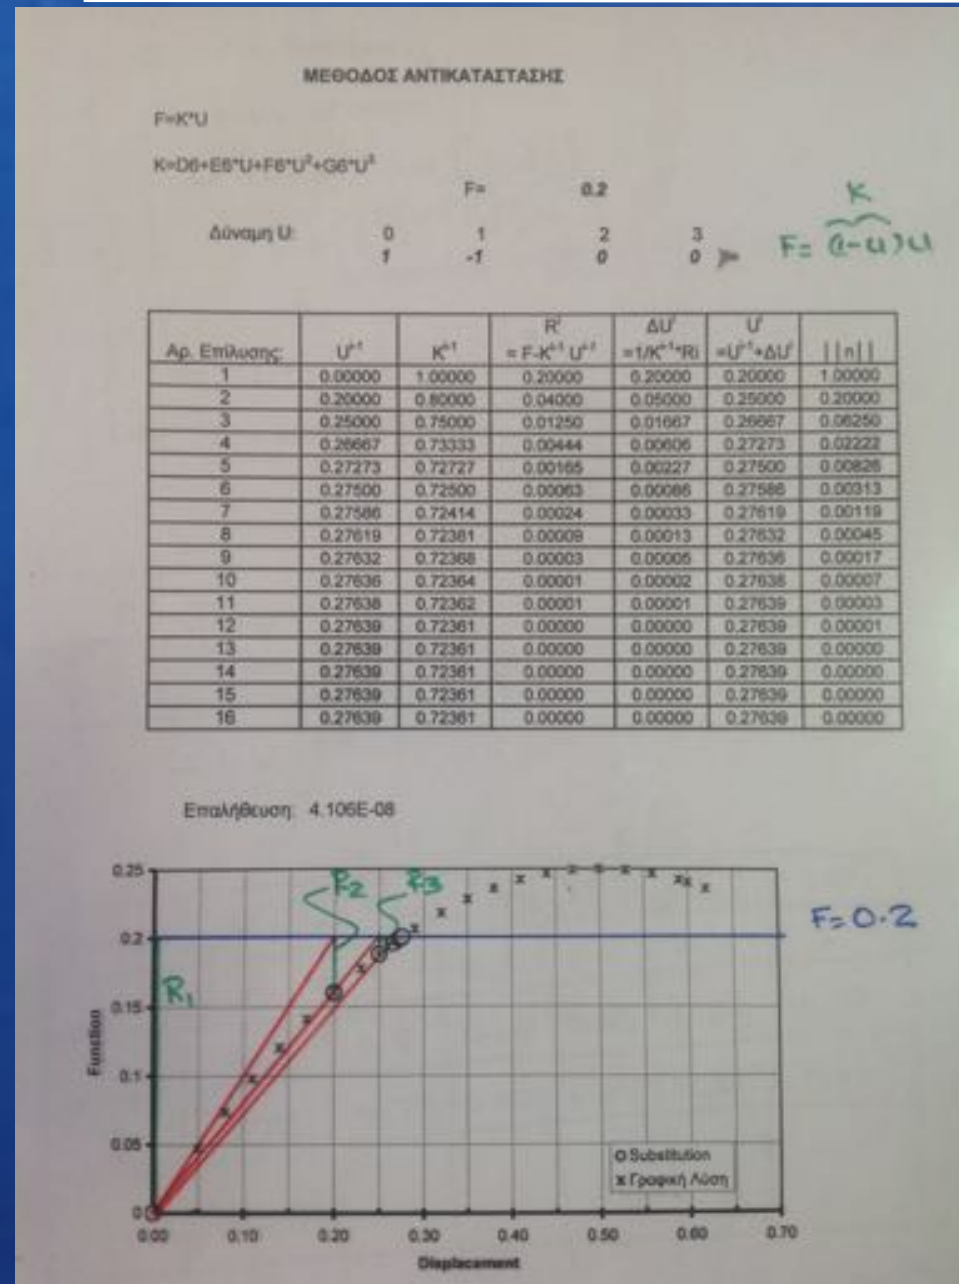 ΜΕΘΟΔΟΣ ΑΝΤΙΚΑΤΑΣΤΑΣΗΣ
F=K*U
K=D6+E6*U+F6*U²+G6*U³
F= 0.2
K
Δύναμη U: 0 1 2 3
F= (1-u)u
1 -1 0 0
Αρ. Επίλυσης: U^i-1 K^i-1 R^i = F-K^i-1 U^i-1 ΔU^i =1/K^i-1*Ri U^i =U^i-1+ΔU^i ||n||
1 0.00000 1.00000 0.20000 0.20000 0.20000 1.00000
2 0.20000 0.80000 0.04000 0.05000 0.25000 0.20000
3 0.25000 0.75000 0.01250 0.01667 0.26667 0.06250
4 0.26667 0.73333 0.00444 0.00606 0.27273 0.02222
5 0.27273 0.72727 0.00165 0.00227 0.27500 0.00826
6 0.27500 0.72500 0.00063 0.00086 0.27586 0.00313
7 0.27586 0.72414 0.00024 0.00033 0.27619 0.00119
8 0.27619 0.72381 0.00009 0.00013 0.27632 0.00045
9 0.27632 0.72368 0.00003 0.00005 0.27636 0.00017
10 0.27636 0.72364 0.00001 0.00002 0.27638 0.00007
11 0.27638 0.72362 0.00001 0.00001 0.27639 0.00003
12 0.27639 0.72361 0.00000 0.00000 0.27639 0.00001
13 0.27639 0.72361 0.00000 0.00000 0.27639 0.00000
14 0.27639 0.72361 0.00000 0.00000 0.27639 0.00000
15 0.27639 0.72361 0.00000 0.00000 0.27639 0.00000
16 0.27639 0.72361 0.00000 0.00000 0.27639 0.00000
Επαλήθευση: 4.106E-08
0.25
R2 R3
F=0.2
0.2
R1
0.15
Function
0.1
0.05
Substitution
Γραφική Λύση
0
0.00 0.10 0.20 0.30 0.40 0.50 0.60 0.70
Displacement